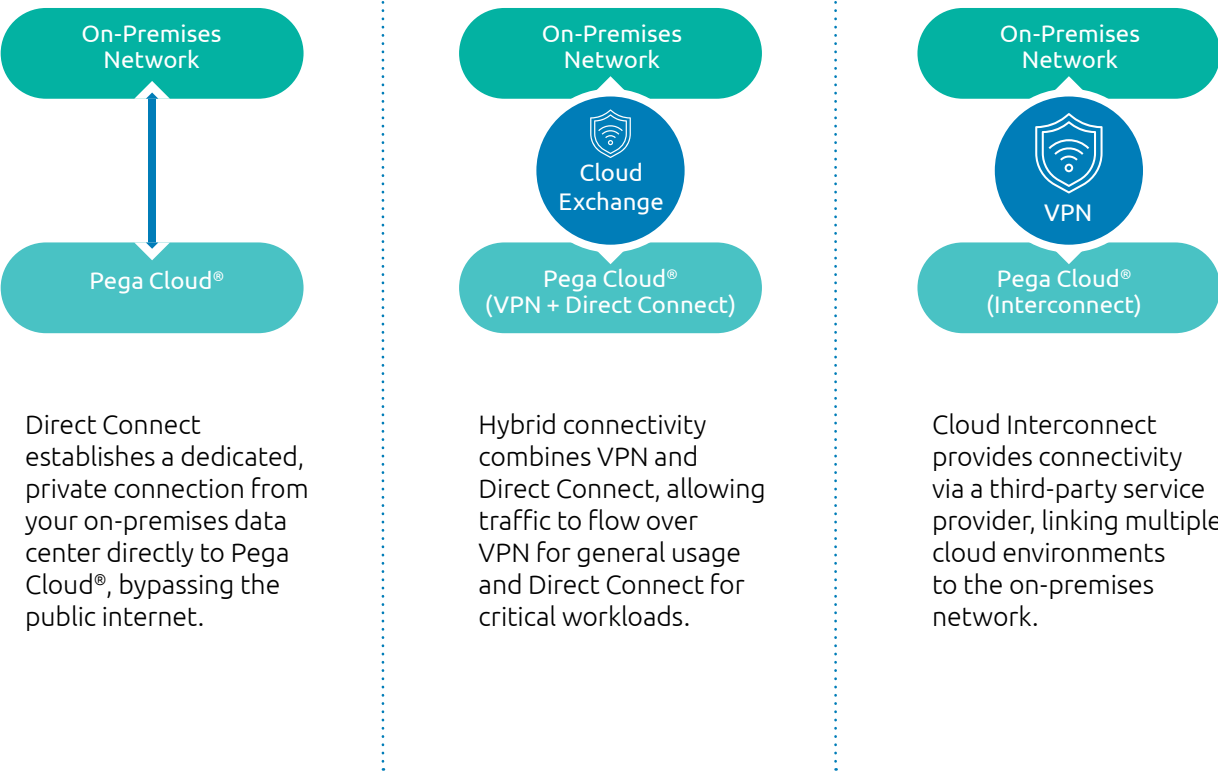 On-Premises
Network
Pega Cloud®
Direct Connect
establishes a dedicated,
private connection from
your on-premises data
center directly to Pega
Cloud®, bypassing the
public internet.
On-Premises
Network
Cloud
Exchange
Pega Cloud®
(VPN + Direct Connect)
Hybrid connectivity
combines VPN and
Direct Connect, allowing
traffic to flow over
VPN for general usage
and Direct Connect for
critical workloads.
On-Premises
Network
VPN
Pega Cloud®
(Interconnect)
Cloud Interconnect
provides connectivity
via a third-party service
provider, linking multiple
cloud environments
to the on-premises
network.